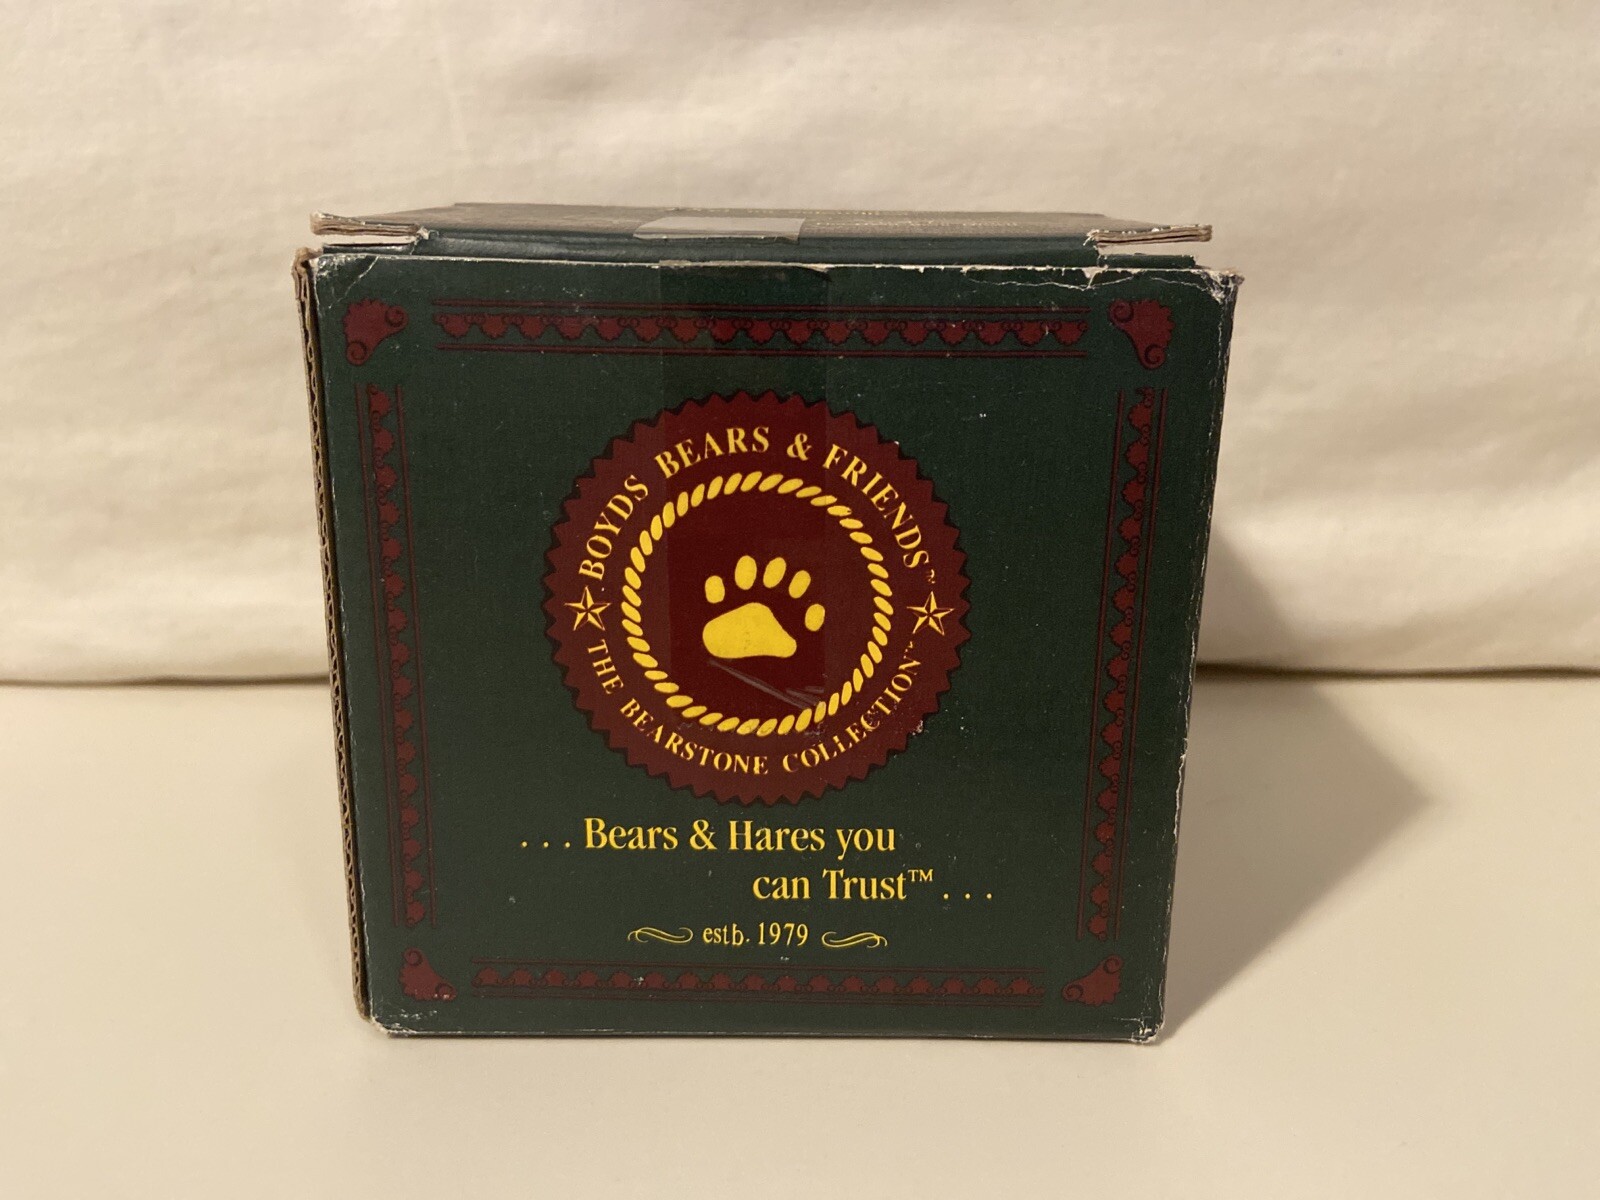 BOYDS BEARS & FRIENDS™
THE BEARSTONE COLLECTION™
. . . Bears & Hares you
can Trust™ . . .
estb. 1979